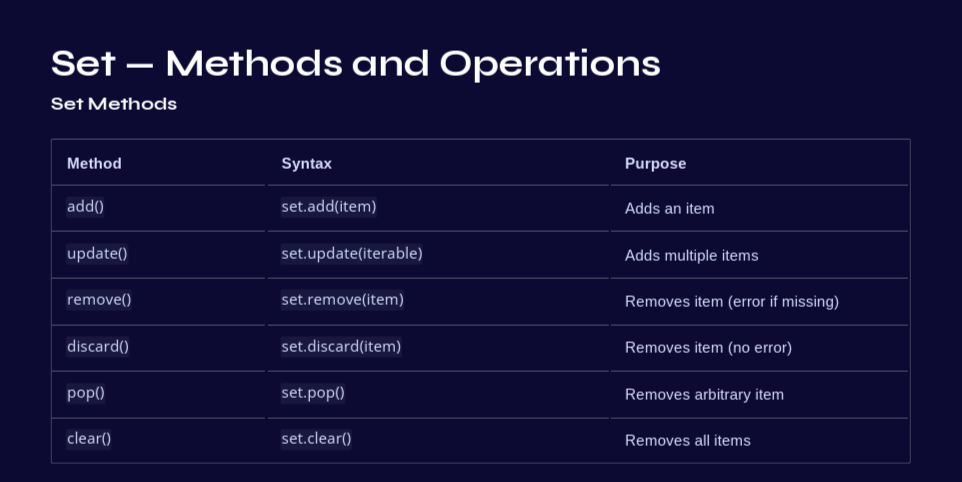 Set — Methods and Operations
Set Methods
Method Syntax Purpose
add() set.add(item) Adds an item
update() set.update(iterable) Adds multiple items
remove() set.remove(item) Removes item (error if missing)
discard() set.discard(item) Removes item (no error)
pop() set.pop() Removes arbitrary item
clear() set.clear() Removes all items